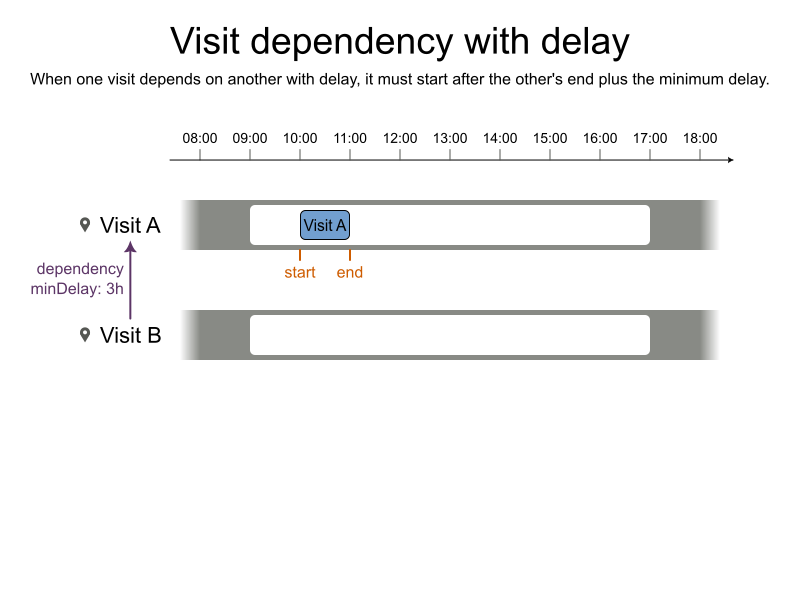 Visit dependency with delay
When one visit depends on another with delay, it must start after the other's end plus the minimum delay.
08:00 09:00 10:00 11:00 12:00 13:00 14:00 15:00 16:00 17:00 18:00
Visit A
Visit A
start end
dependency
minDelay: 3h
Visit B